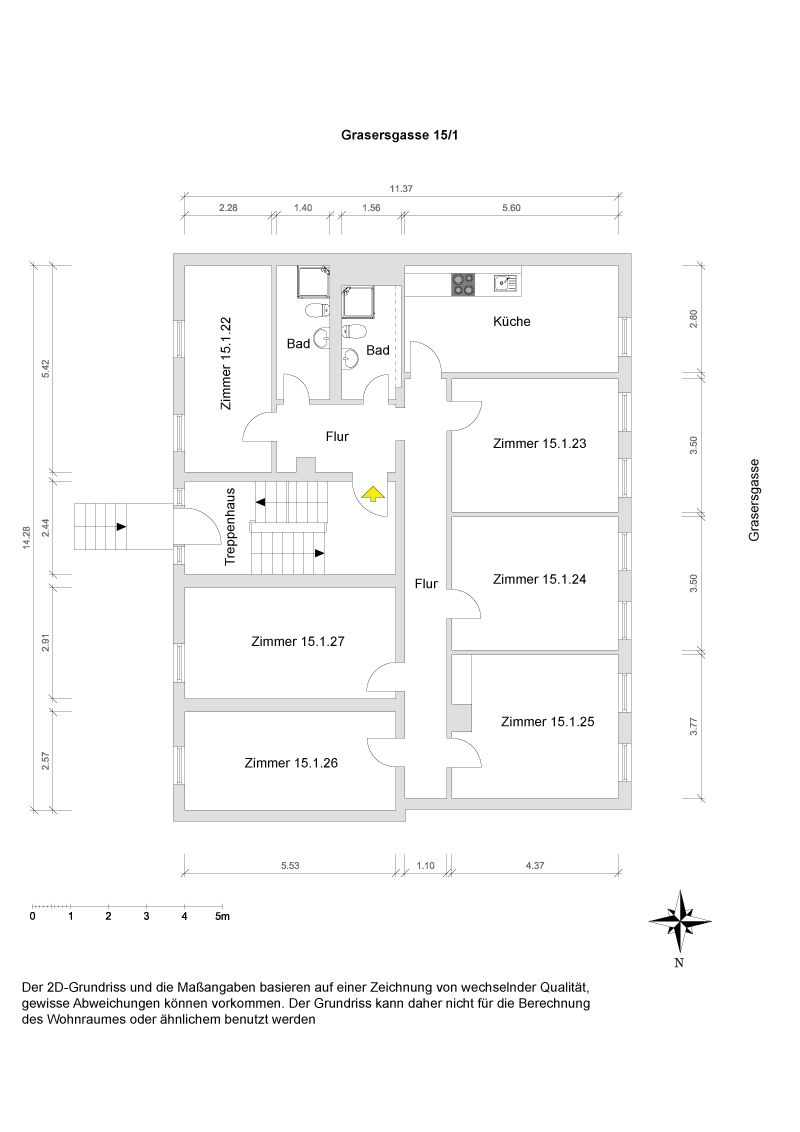 Grasersgasse 15/1
11.37
2.28
1.40
1.56
5.60
Zimmer 15.1.22
Bad
Bad
Küche
2.80
5.42
Flur
Zimmer 15.1.23
3.50
Grasersgasse
14.28
2.44
Treppenhaus
Flur
Zimmer 15.1.24
3.50
2.91
Zimmer 15.1.27
Zimmer 15.1.25
3.77
2.57
Zimmer 15.1.26
5.53
1.10
4.37
0 1 2 3 4 5m
N
Der 2D-Grundriss und die Maßangaben basieren auf einer Zeichnung von wechselnder Qualität,
gewisse Abweichungen können vorkommen. Der Grundriss kann daher nicht für die Berechnung
des Wohnraumes oder ähnlichem benutzt werden